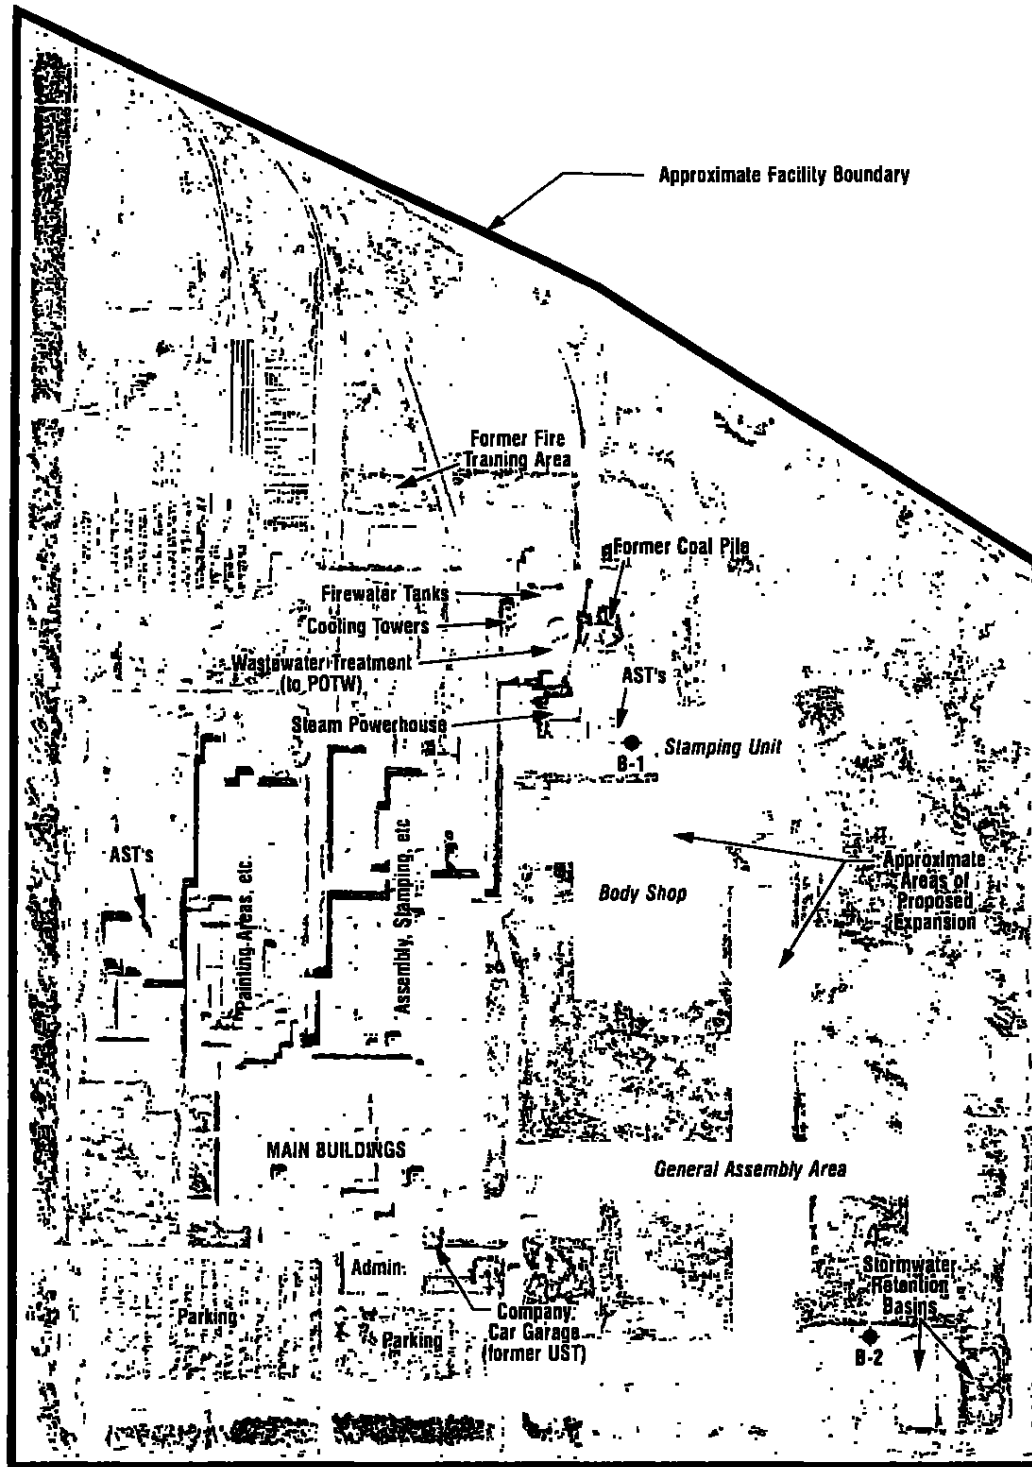 Approximate Facility Boundary
Former Fire
Training Area
Former Coal Pile
Firewater Tanks
Cooling Towers
Wastewater Treatment
(to POTW)
AST's
Steam Powerhouse
Stamping Unit
B-1
AST's
Painting Areas, etc.
Assembly, Stamping, etc
Body Shop
Approximate
Areas of
Proposed
Expansion
MAIN BUILDINGS
General Assembly Area
Admin.
Stormwater
Retention
Basins
Parking
Parking
Company
Car Garage
(former UST)
B-2